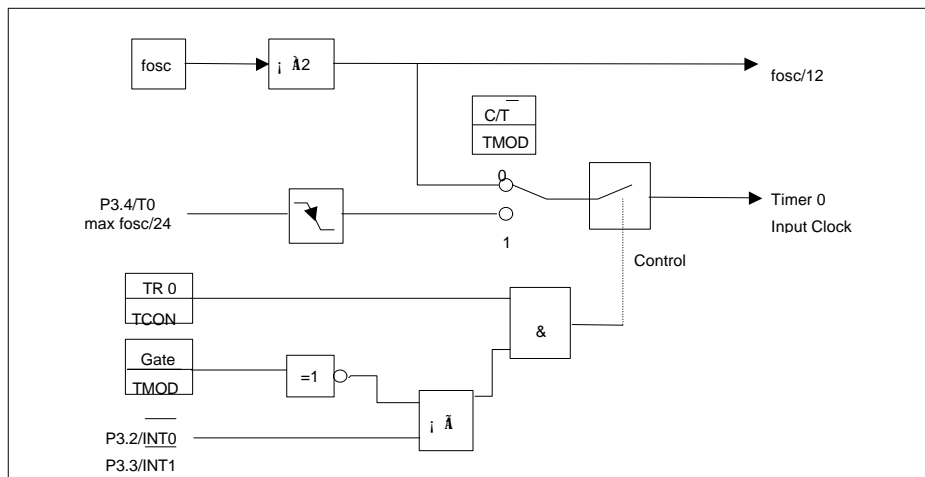 fosc
¡ À2
fosc/12
C/T
TMOD
0
P3.4/T0
max fosc/24
1
Timer 0
Input Clock
Control
TR 0
TCON
&
Gate
TMOD
=1
¡ Ã
P3.2/INT0
P3.3/INT1